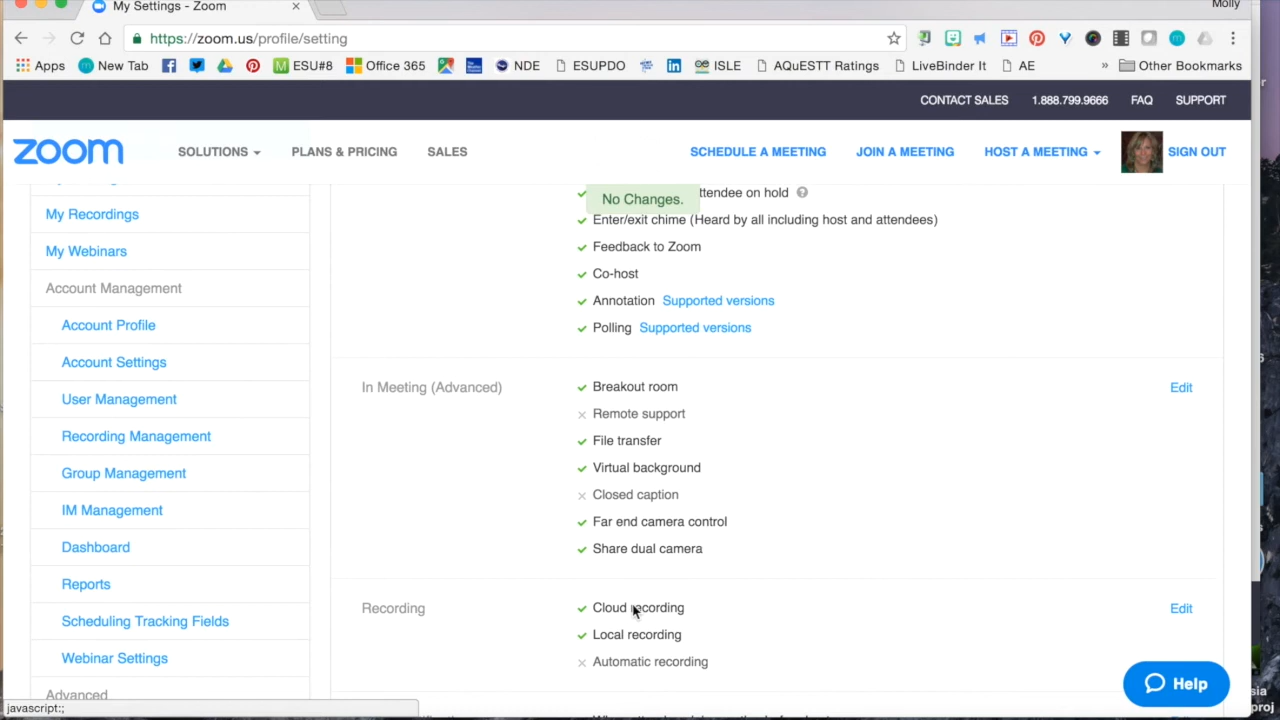 Molly
My Settings - Zoom ×
https://zoom.us/profile/setting
Apps New Tab ESU#8 Office 365 NDE ESUPDO ISLE AQuESTT Ratings LiveBinder It AE » Other Bookmarks
CONTACT SALES 1.888.799.9666 FAQ SUPPORT
zoom SOLUTIONS PLANS & PRICING SALES SCHEDULE A MEETING JOIN A MEETING HOST A MEETING SIGN OUT
No Changes.
ttendee on hold
My Recordings
Enter/exit chime (Heard by all including host and attendees)
My Webinars
Feedback to Zoom
Account Management
Co-host
Annotation Supported versions
Account Profile
Polling Supported versions
Account Settings
In Meeting (Advanced)
Breakout room
Edit
User Management
Remote support
Recording Management
File transfer
Group Management
Virtual background
IM Management
Closed caption
Far end camera control
Dashboard
Share dual camera
Reports
Recording
Cloud recording
Edit
Scheduling Tracking Fields
Local recording
Webinar Settings
Automatic recording
Advanced
Help
javascript:;
sia
proj